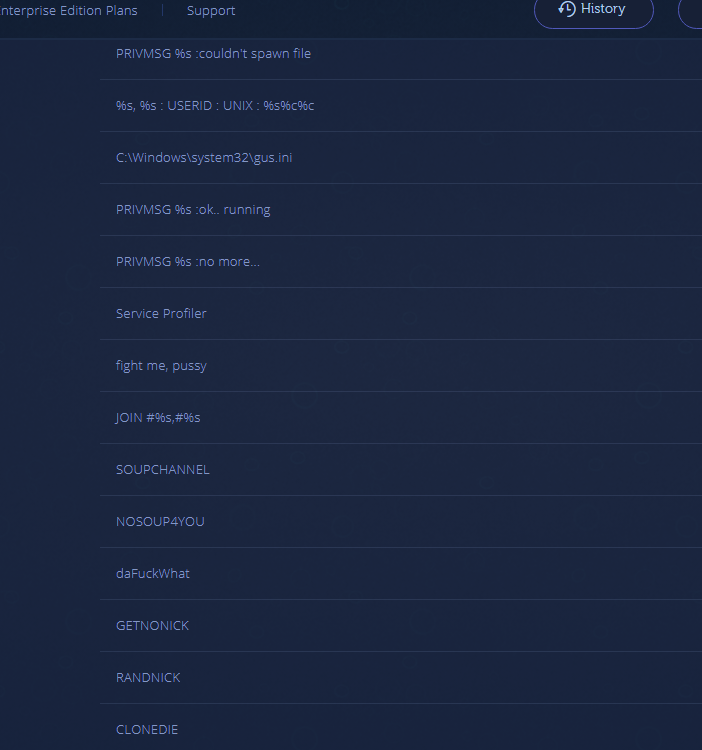 nterprise Edition Plans
Support
History
PRIVMSG %s :couldn't spawn file
%s, %s : USERID : UNIX : %s%c%c
C:\Windows\system32\gus.ini
PRIVMSG %s :ok.. running
PRIVMSG %s :no more...
Service Profiler
fight me, pussy
JOIN #%s,#%s
SOUPCHANNEL
NOSOUP4YOU
daFuckWhat
GETNONICK
RANDNICK
CLONEDIE